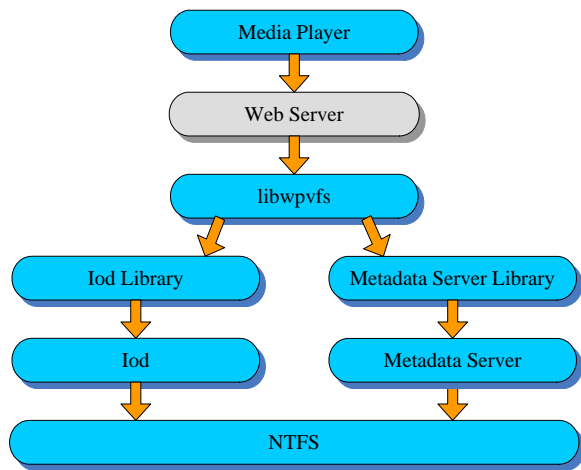 Media Player
Web Server
libwpvfs
Iod Library
Metadata Server Library
Iod
Metadata Server
NTFS